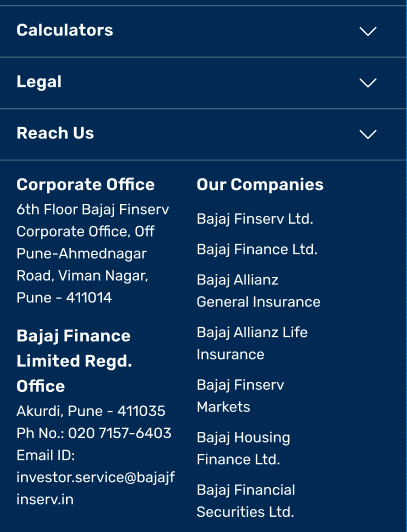 Calculators
Legal
Reach Us
Corporate Office
6th Floor Bajaj Finserv
Corporate Office, Off
Pune-Ahmednagar
Road, Viman Nagar,
Pune - 411014
Bajaj Finance
Limited Regd.
Office
Akurdi, Pune - 411035
Ph No.: 020 7157-6403
Email ID:
investor.service@bajajf
inserv.in
Our Companies
Bajaj Finserv Ltd.
Bajaj Finance Ltd.
Bajaj Allianz
General Insurance
Bajaj Allianz Life
Insurance
Bajaj Finserv
Markets
Bajaj Housing
Finance Ltd.
Bajaj Financial
Securities Ltd.